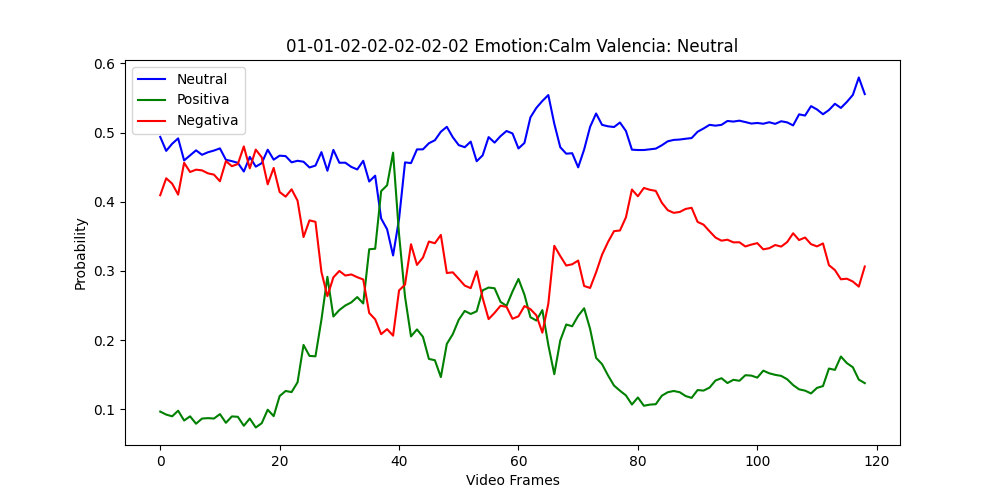 01-01-02-02-02-02-02 Emotion:Calm Valencia: Neutral
Neutral
Positiva
Negativa
0.6
0.5
0.4
0.3
0.2
0.1
Probability
0 20 40 60 80 100 120
Video Frames